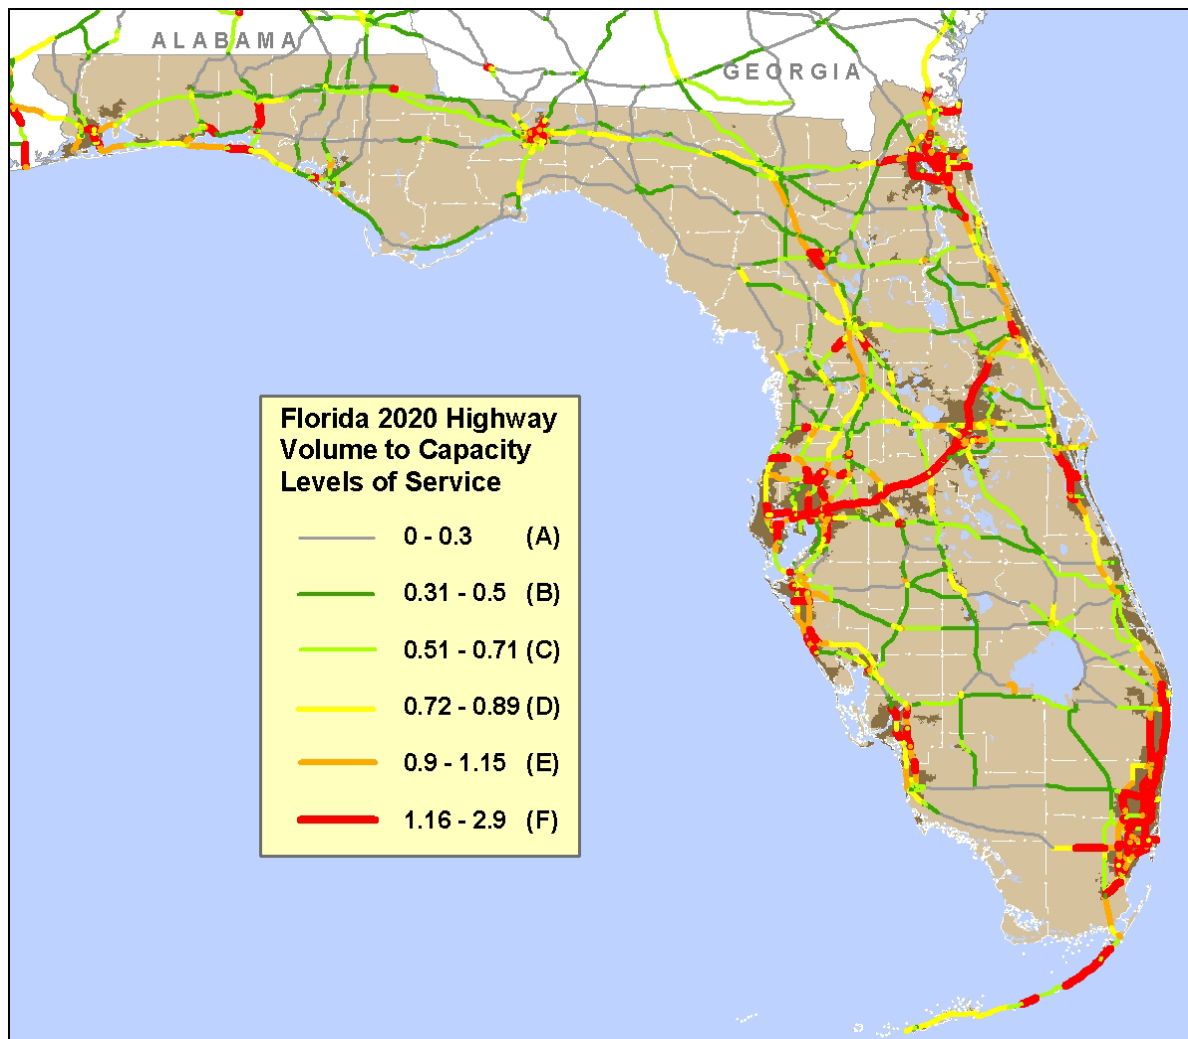 ALABAMA
GEORGIA
Florida 2020 Highway
Volume to Capacity
Levels of Service
0 - 0.3 (A)
0.31 - 0.5 (B)
0.51 - 0.71 (C)
0.72 - 0.89 (D)
0.9 - 1.15 (E)
1.16 - 2.9 (F)